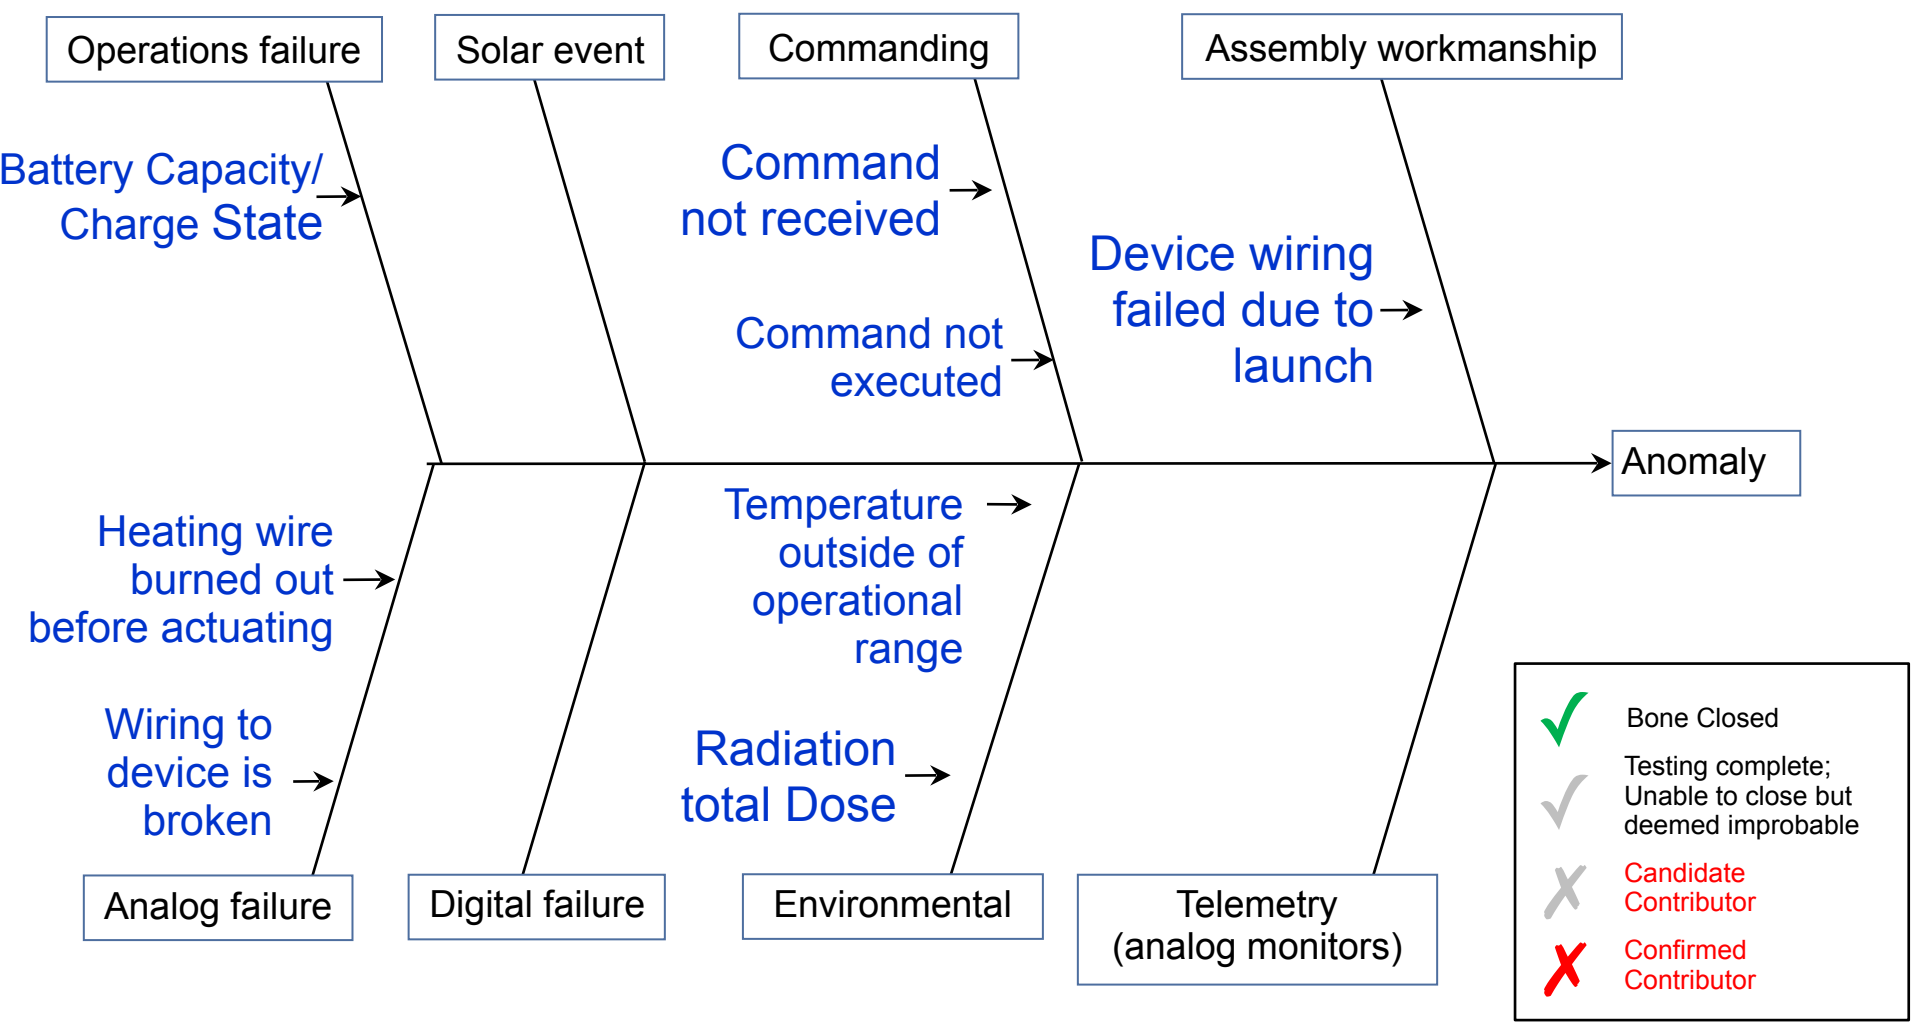 Operations failure
Solar event
Commanding
Assembly workmanship
Battery Capacity/
Charge State
Command
not received
Command not
executed
Device wiring
failed due to
launch
Anomaly
Heating wire
burned out
before actuating
Wiring to
device is
broken
Temperature
outside of
operational
range
Radiation
total Dose
Analog failure
Digital failure
Environmental
Telemetry
(analog monitors)
Bone Closed
Testing complete;
Unable to close but
deemed improbable
Candidate
Contributor
Confirmed
Contributor